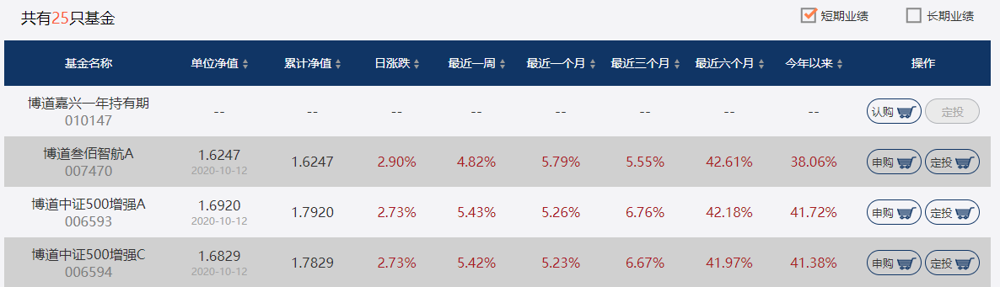 共有25只基金 短期业绩 长期业绩
基金名称 单位净值 累计净值 日涨跌 最近一周 最近一个月 最近三个月 最近六个月 今年以来 操作
博道嘉兴一年持有期
010147 -- -- -- -- -- -- -- -- 认购 定投
博道叁佰智航A
007470 1.6247 2020-10-12 1.6247 2.90% 4.82% 5.79% 5.55% 42.61% 38.06% 申购 定投
博道中证500增强A
006593 1.6920 2020-10-12 1.7920 2.73% 5.43% 5.26% 6.76% 42.18% 41.72% 申购 定投
博道中证500增强C
006594 1.6829 2020-10-12 1.7829 2.73% 5.42% 5.23% 6.67% 41.97% 41.38% 申购 定投